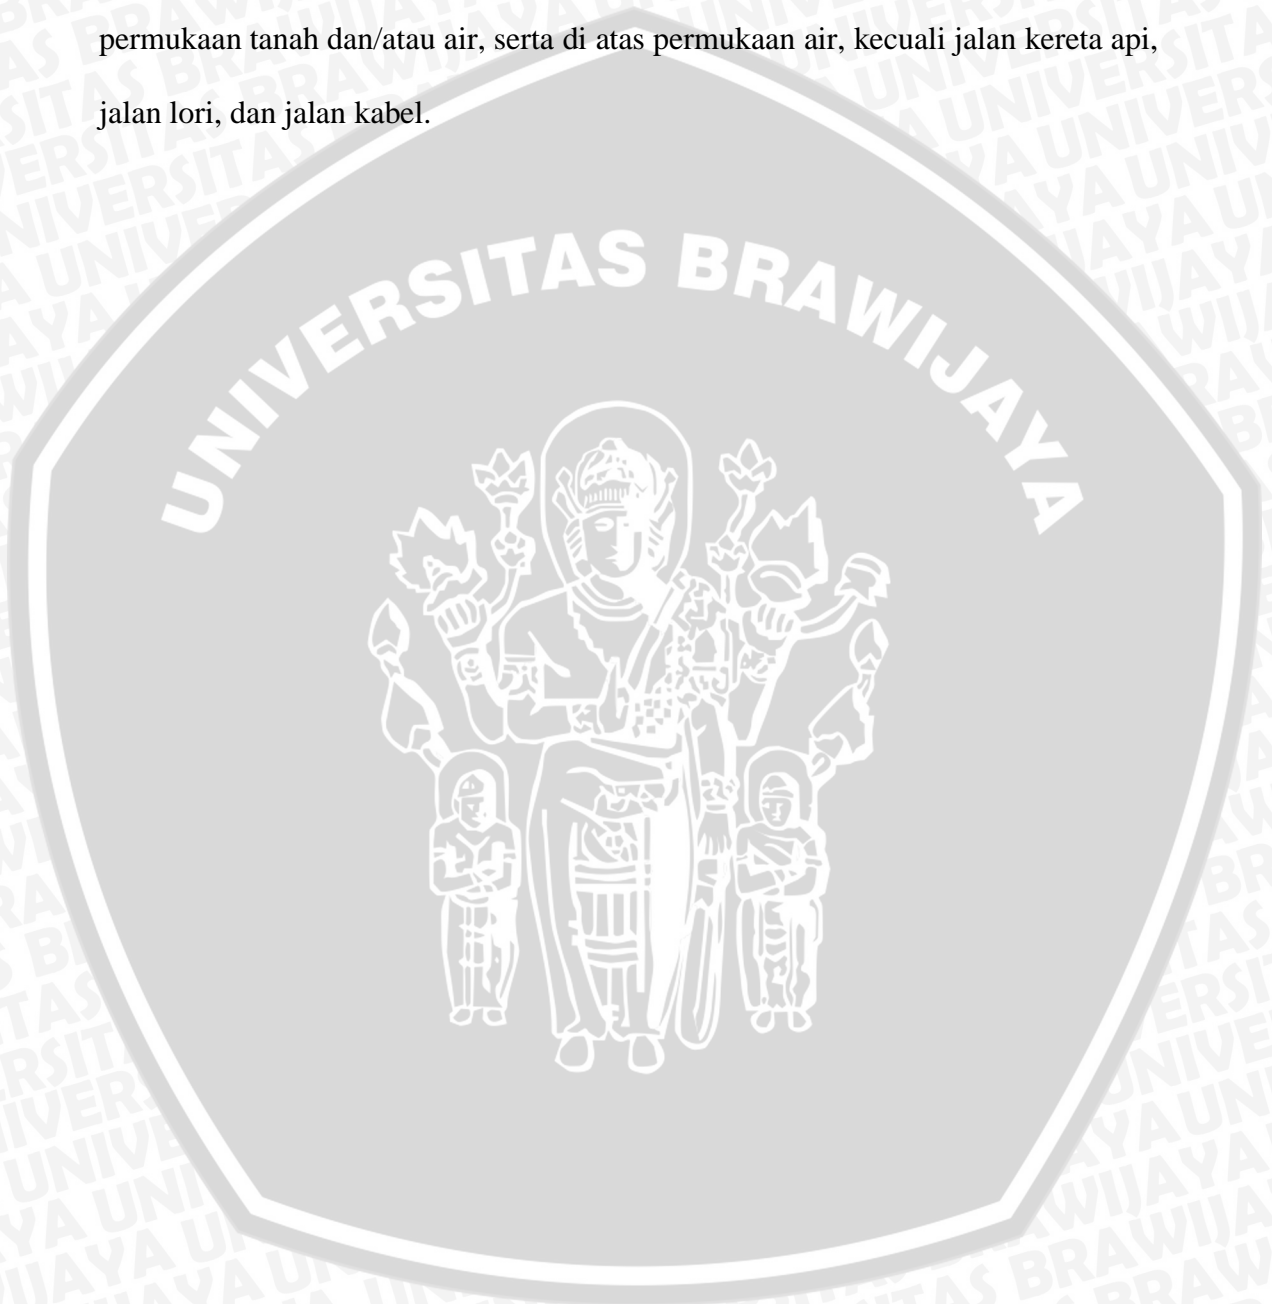 permukaan tanah dan/atau air, serta di atas permukaan air, kecuali jalan kereta api,
jalan lori, dan jalan kabel.
UNIVERSITAS BRAWIJAYA